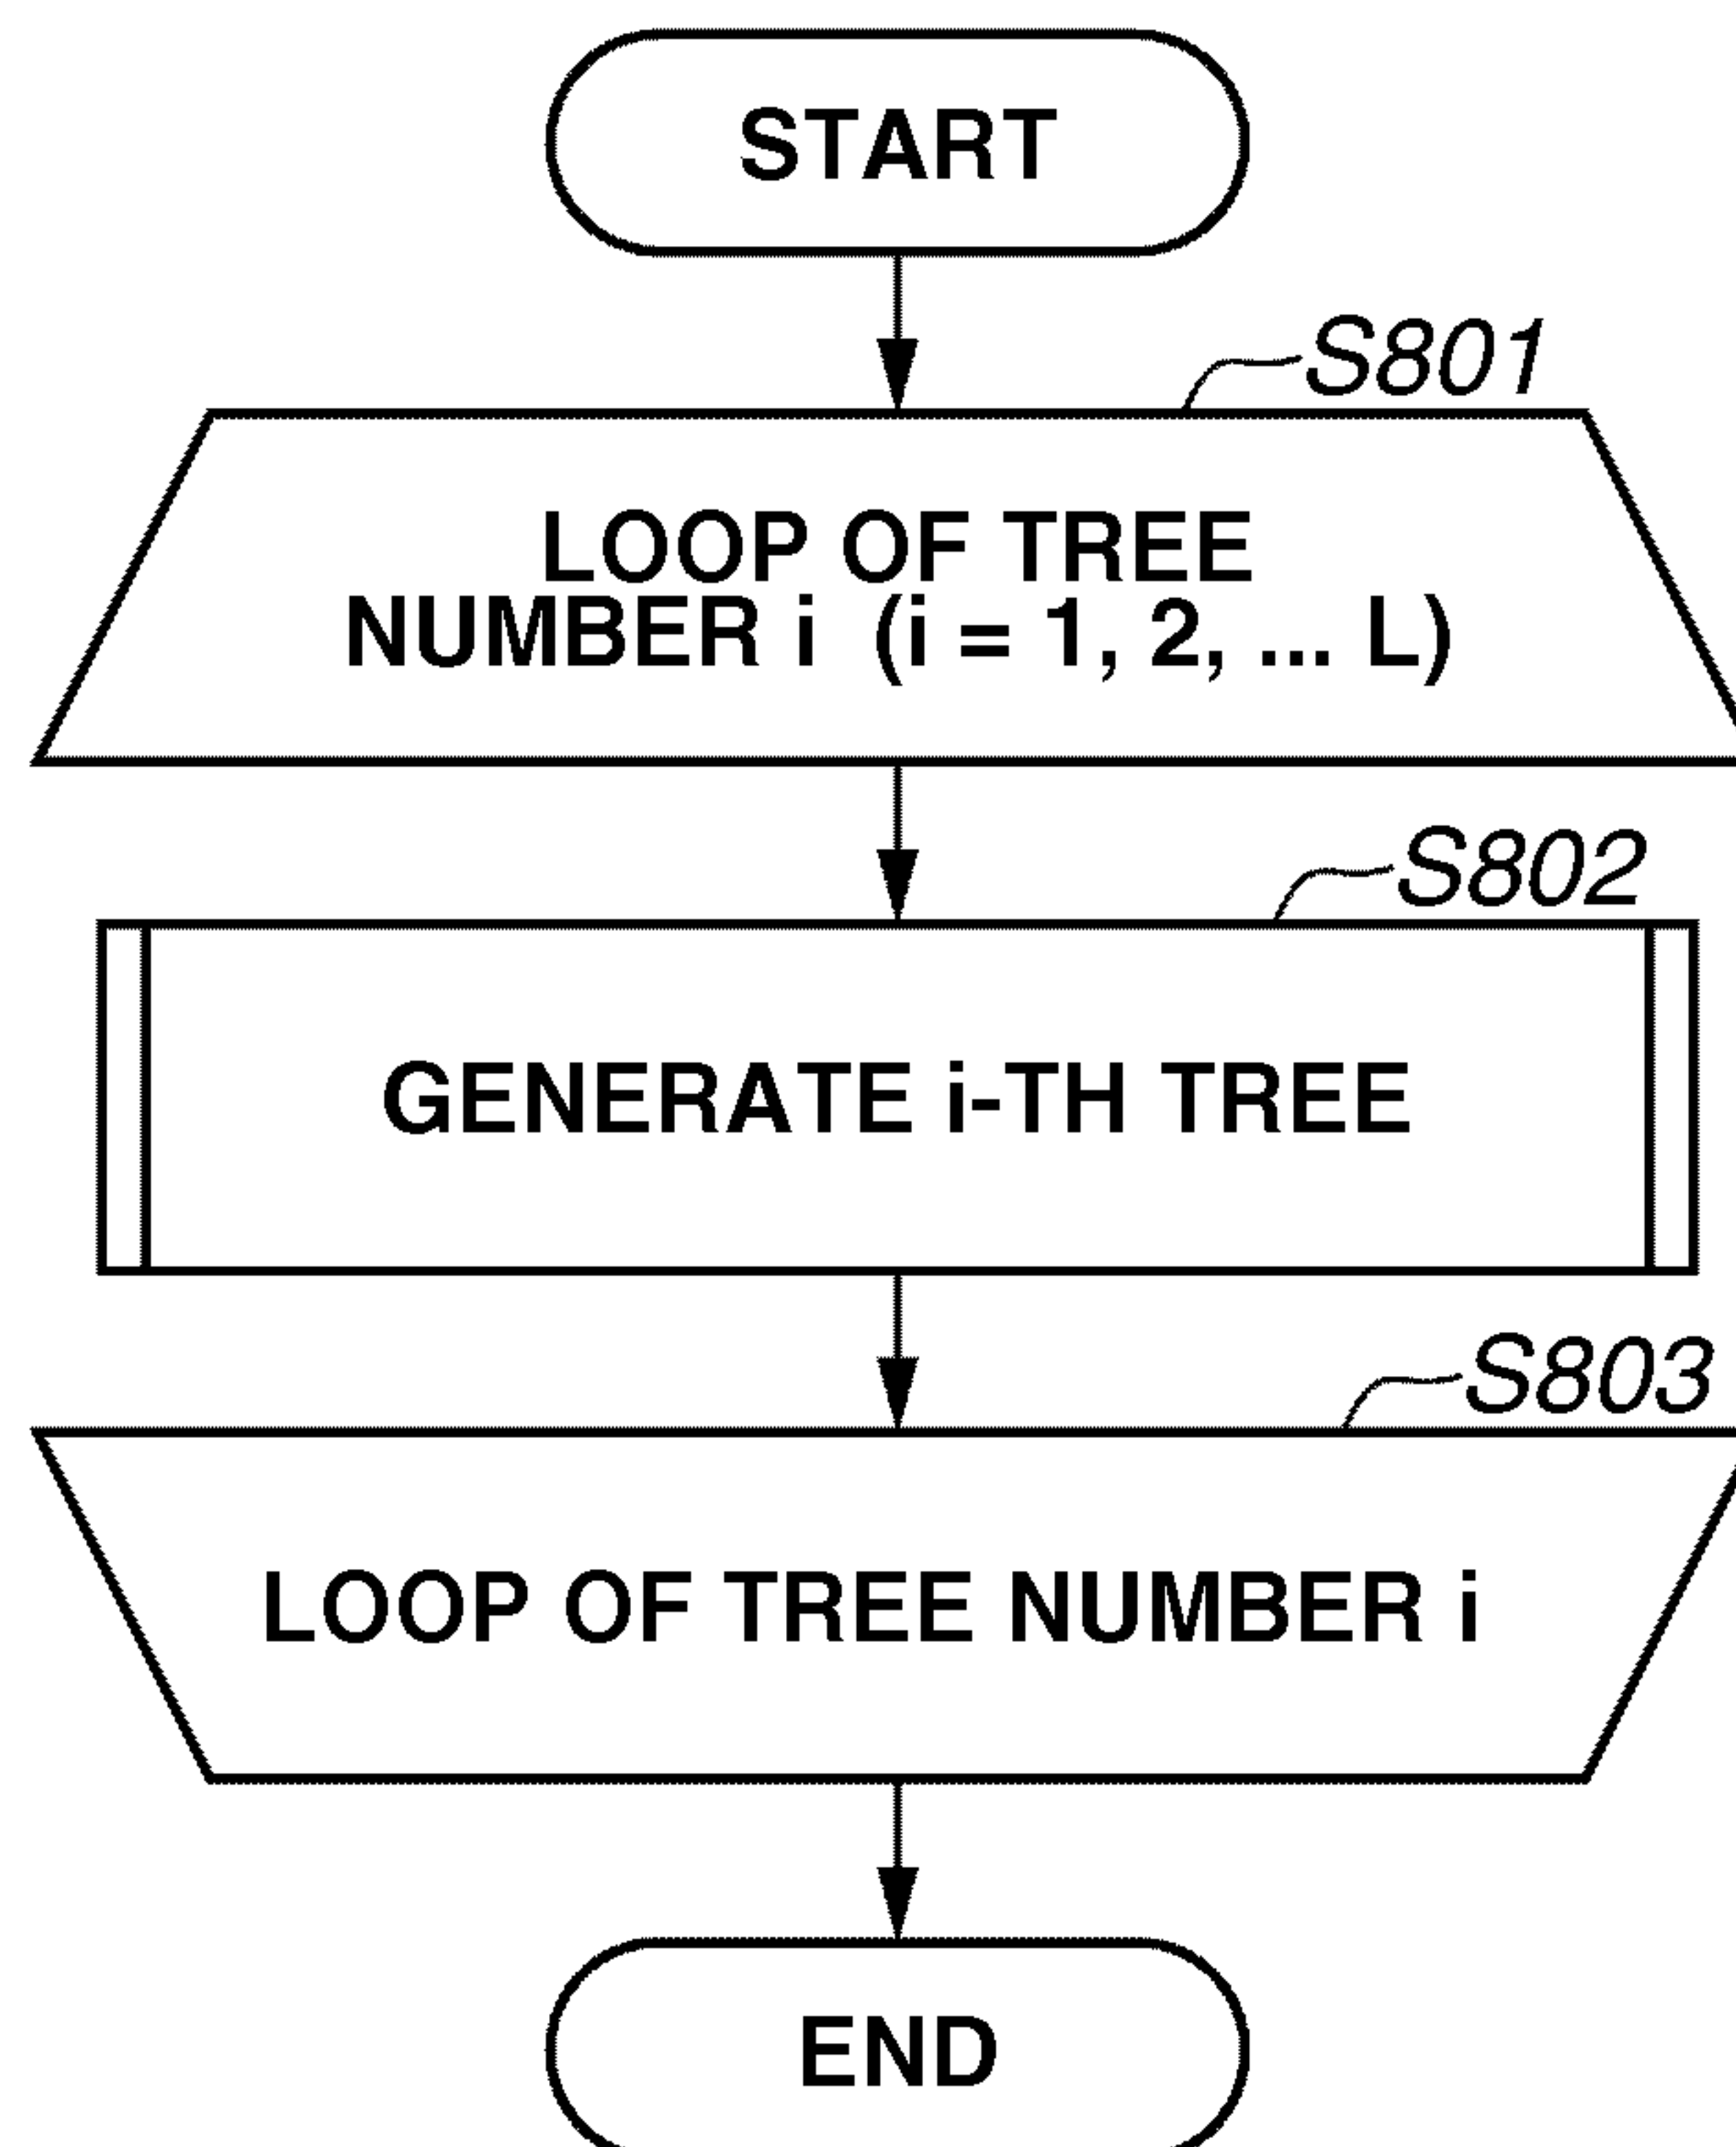 START
S801
LOOP OF TREE
NUMBER i (i = 1, 2, ... L)
S802
GENERATE i-TH TREE
S803
LOOP OF TREE NUMBER i
END